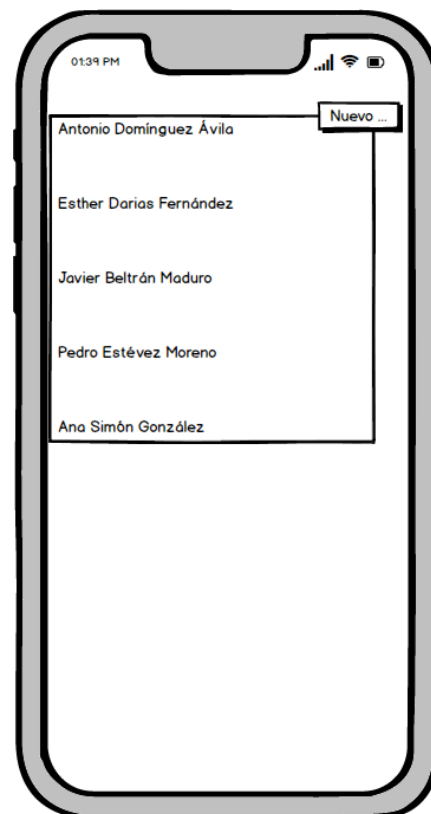 01:39 PM
Nuevo ...
Antonio Domínguez Ávila
Esther Darias Fernández
Javier Beltrán Maduro
Pedro Estévez Moreno
Ana Simón González